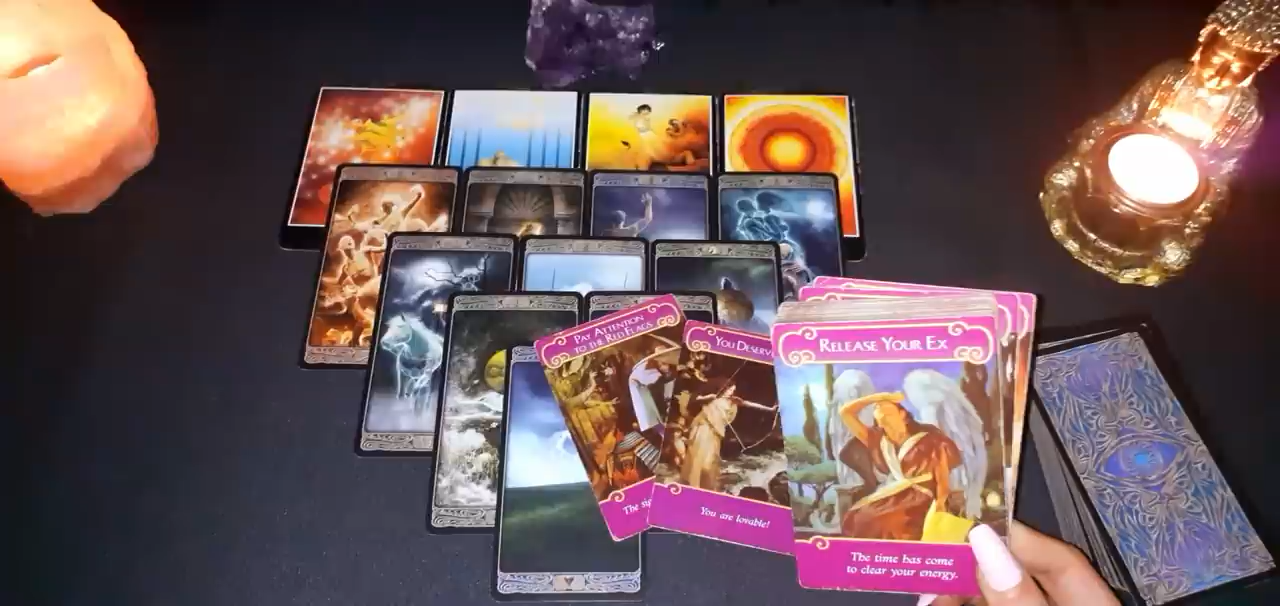 PAY ATTENTION
TO THE RED FLAGS
The
YOU DESERV
You are lovable!
RELEASE YOUR EX
The time has come
to clear your energy.